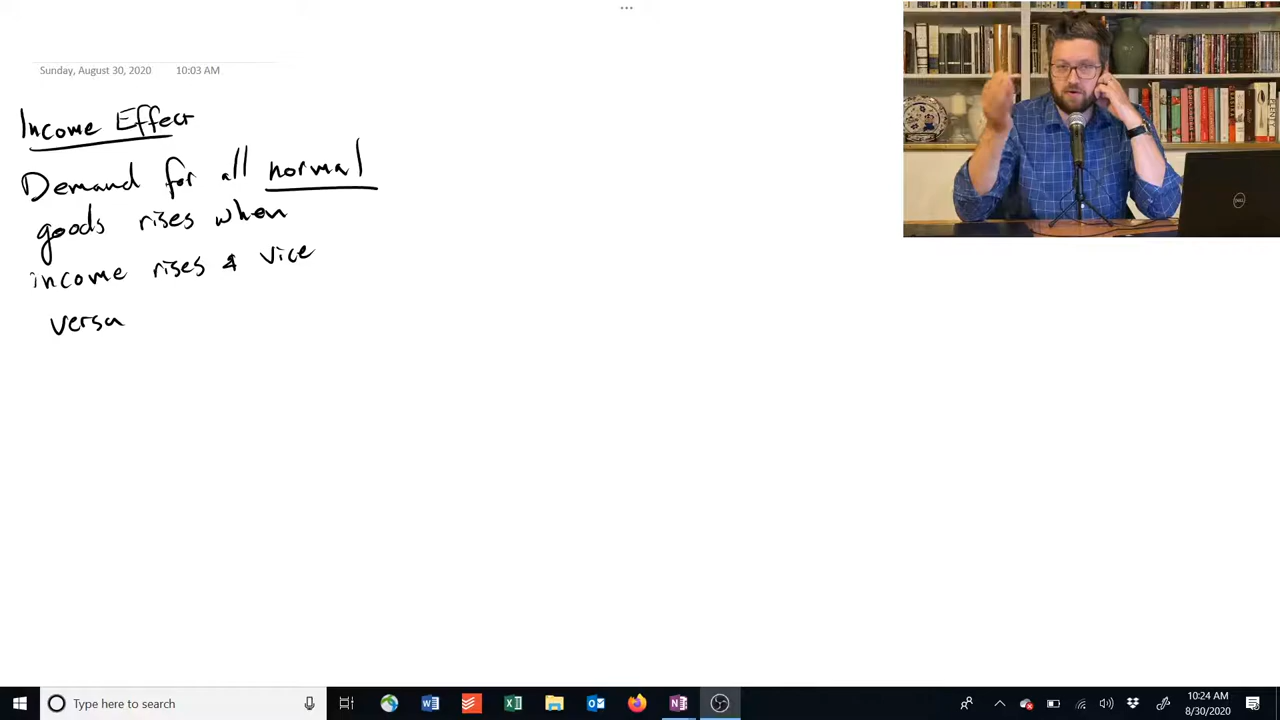 Sunday, August 30, 2020 10:03 AM
Income Effect
Demand for all normal
goods rises when
income rises & vice
versa
DELL
Type here to search
10:24 AM
8/30/2020